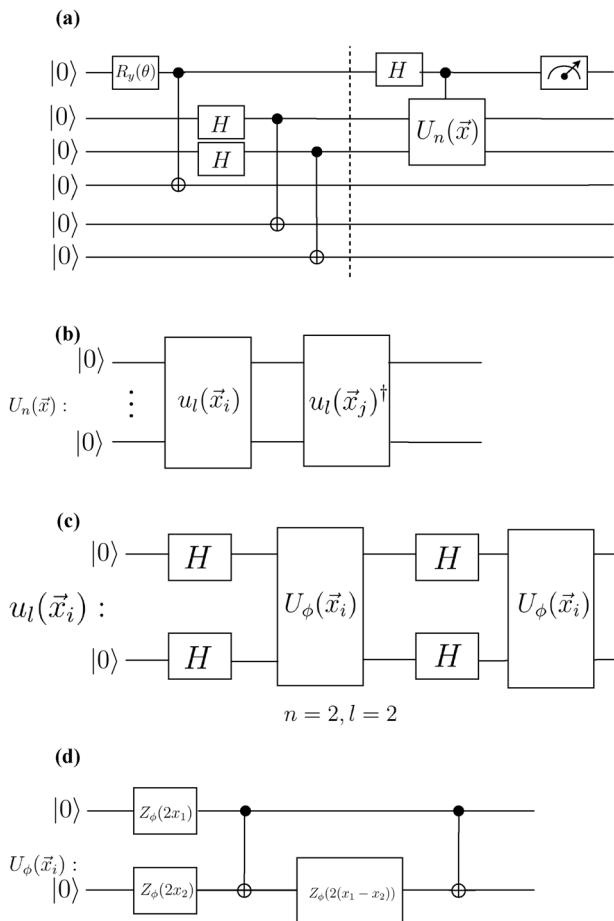 (a)
|0⟩ R_y(θ) H
|0⟩ H U_n(x⃗)
|0⟩ H
|0⟩
|0⟩
|0⟩
(b)
|0⟩
U_n(x⃗) : ⋮ u_l(x⃗_i) u_l(x⃗_j)†
|0⟩
(c)
|0⟩ H H
u_l(x⃗_i) : U_ϕ(x⃗_i) U_ϕ(x⃗_i)
|0⟩ H H
n = 2, l = 2
(d)
|0⟩ Z_ϕ(2x_1)
U_ϕ(x⃗_i) :
|0⟩ Z_ϕ(2x_2) Z_ϕ(2(x_1 − x_2))